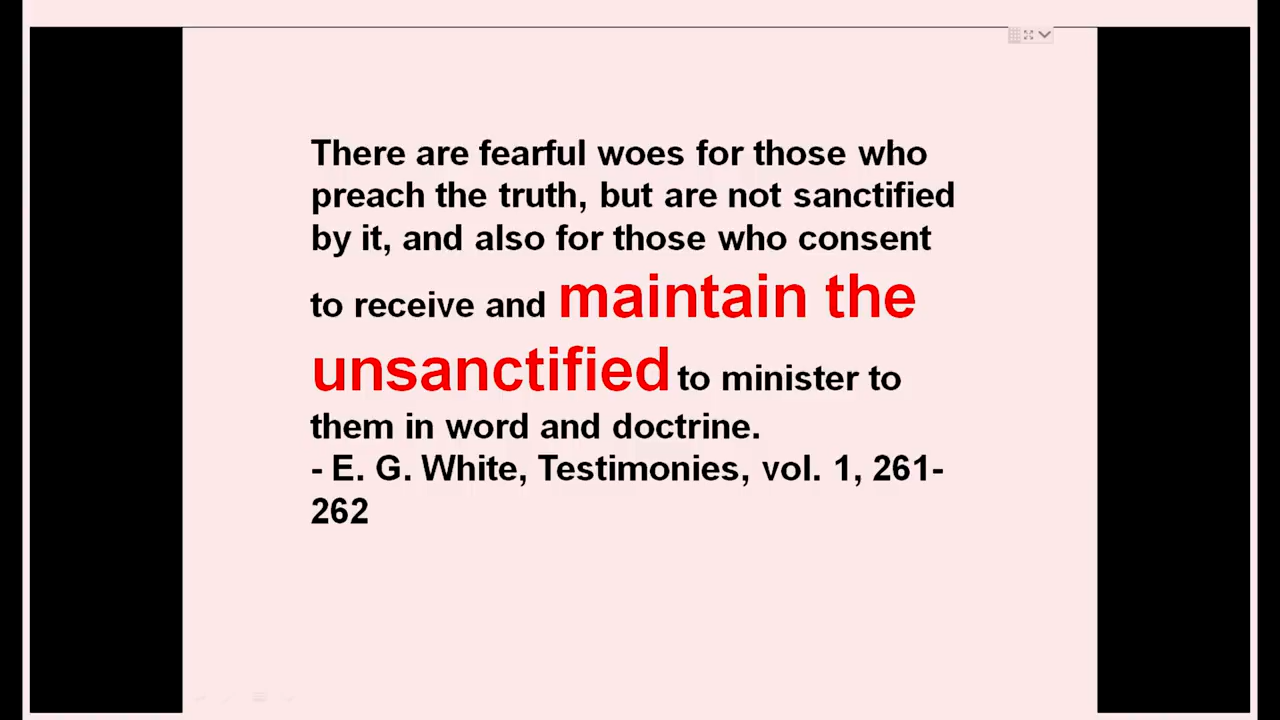 There are fearful woes for those who
preach the truth, but are not sanctified
by it, and also for those who consent
to receive and maintain the
unsanctified to minister to
them in word and doctrine.
- E. G. White, Testimonies, vol. 1, 261-
262